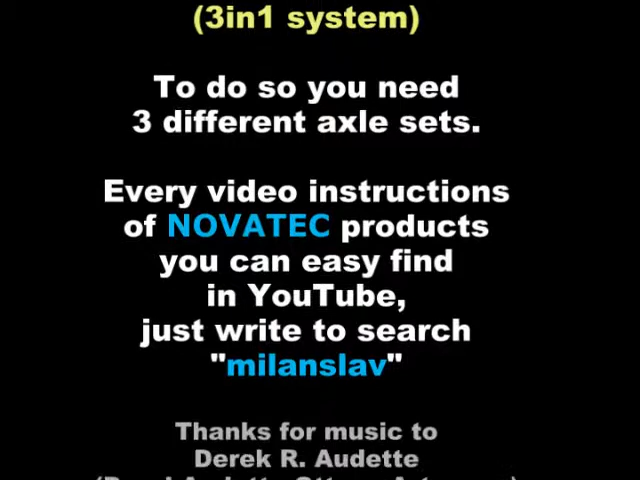 (3in1 system)
To do so you need
3 different axle sets.
Every video instructions
of NOVATEC products
you can easy find
in YouTube,
just write to search
"milanslav"
Thanks for music to
Derek R. Audette